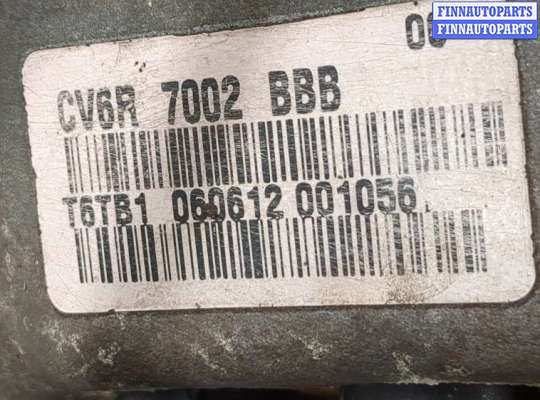 FINNAUTOPARTS
FINNAUTOPARTS
CV6R 7002 BBB
T6TB1 060612 001056